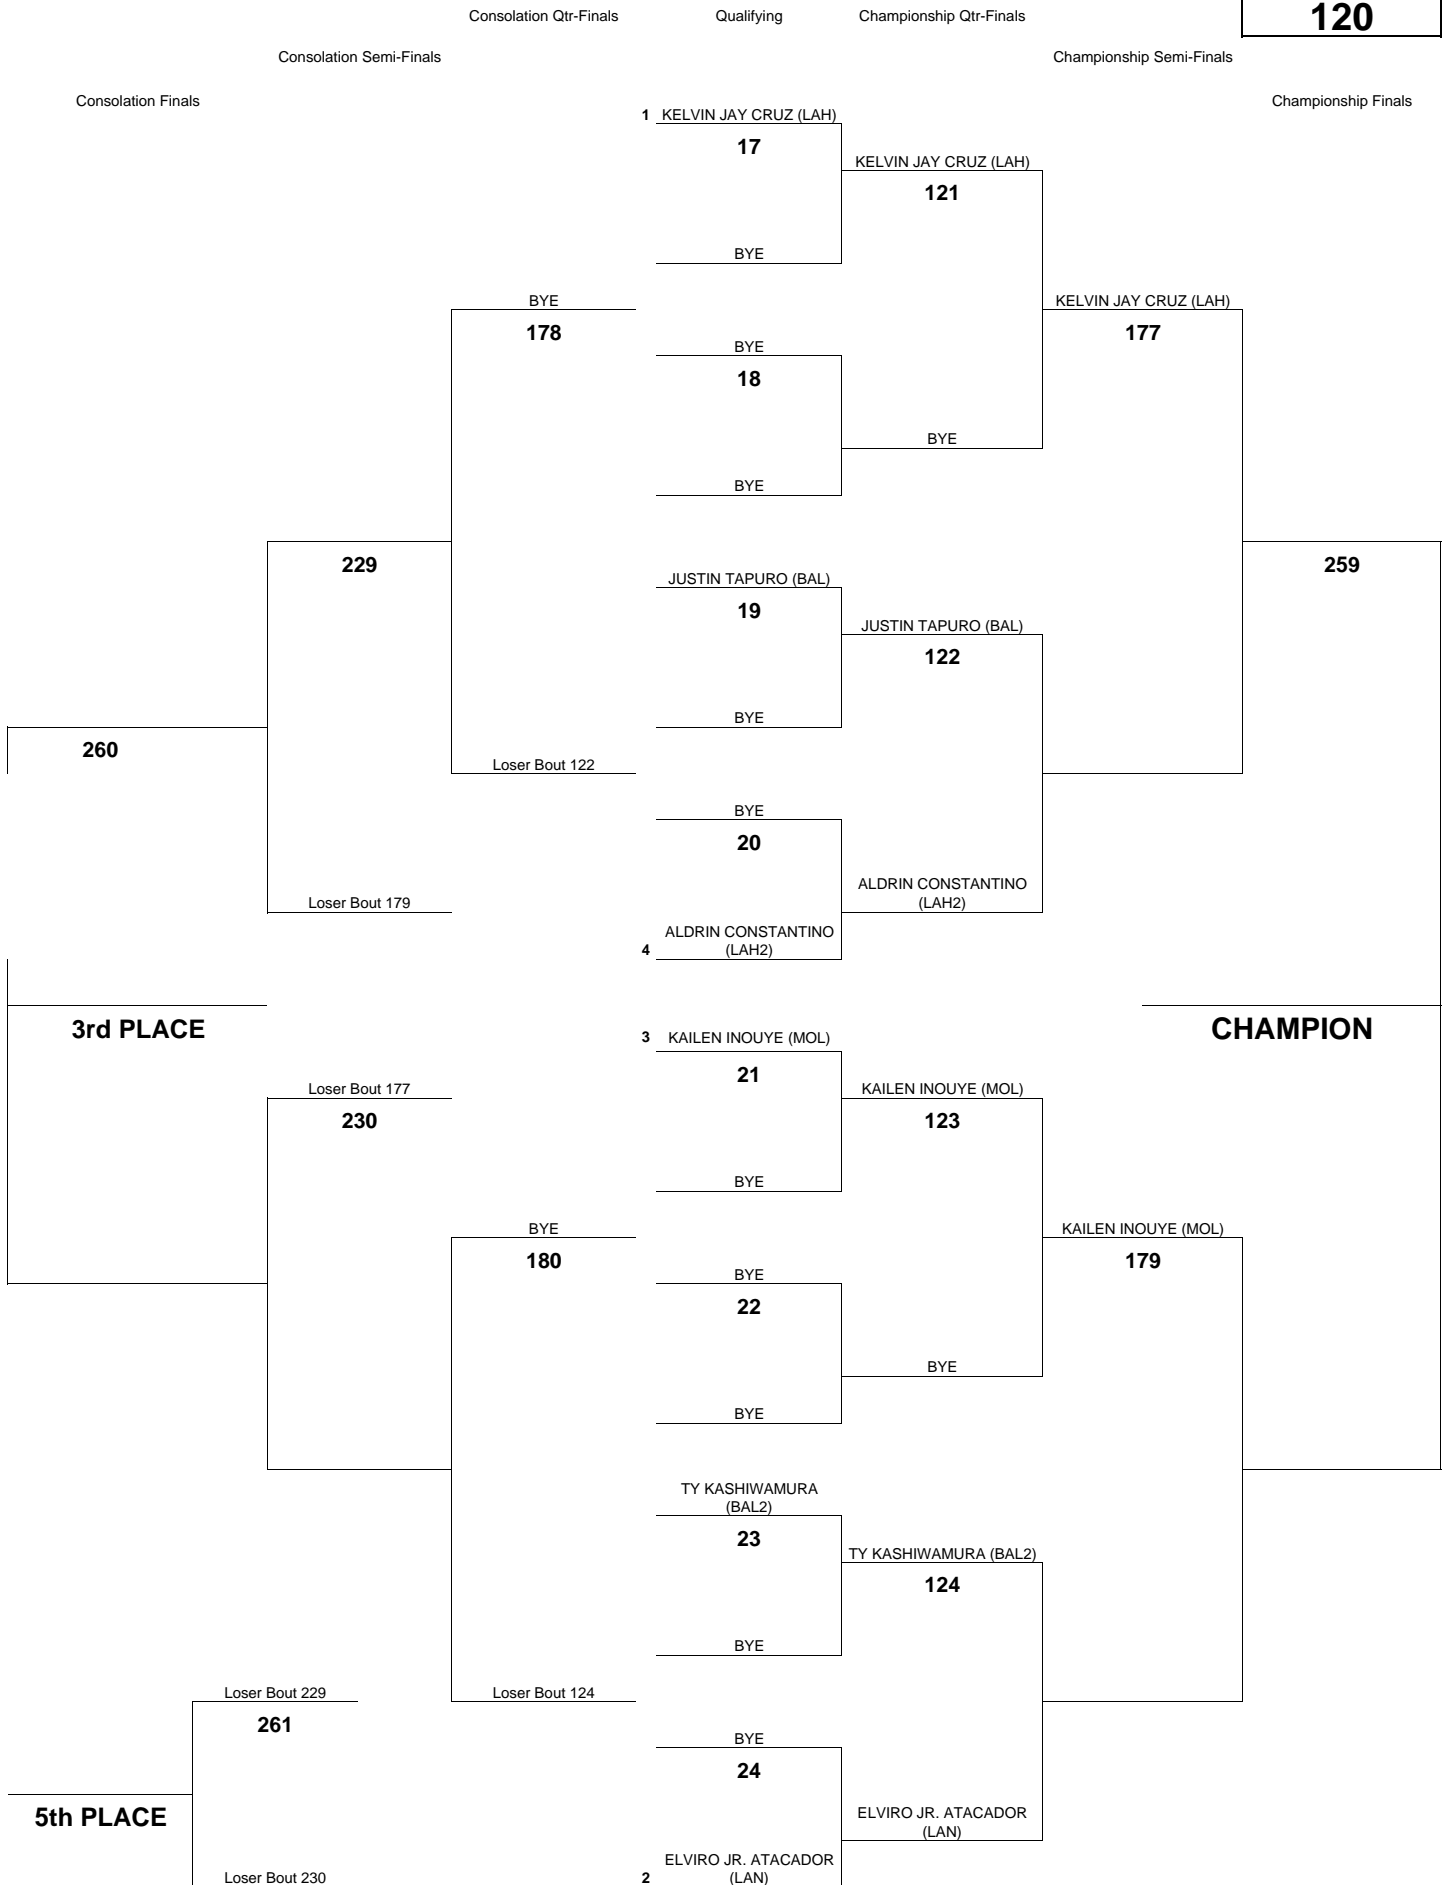 Consolation Qtr-Finals
Qualifying
Championship Qtr-Finals
120
Consolation Semi-Finals
Championship Semi-Finals
Consolation Finals
Championship Finals
1 KELVIN JAY CRUZ (LAH)
17
KELVIN JAY CRUZ (LAH)
121
BYE
BYE
KELVIN JAY CRUZ (LAH)
178
177
BYE
18
BYE
BYE
229
259
JUSTIN TAPURO (BAL)
19
JUSTIN TAPURO (BAL)
122
BYE
260
Loser Bout 122
BYE
20
ALDRIN CONSTANTINO
(LAH2)
Loser Bout 179
ALDRIN CONSTANTINO
4 (LAH2)
3rd PLACE
CHAMPION
3 KAILEN INOUYE (MOL)
21
Loser Bout 177
KAILEN INOUYE (MOL)
230
123
BYE
BYE
KAILEN INOUYE (MOL)
180
179
BYE
22
BYE
BYE
TY KASHIWAMURA
(BAL2)
23
TY KASHIWAMURA (BAL2)
124
BYE
Loser Bout 229
Loser Bout 124
261
BYE
24
5th PLACE
ELVIRO JR. ATACADOR
(LAN)
ELVIRO JR. ATACADOR
Loser Bout 230
2 (LAN)